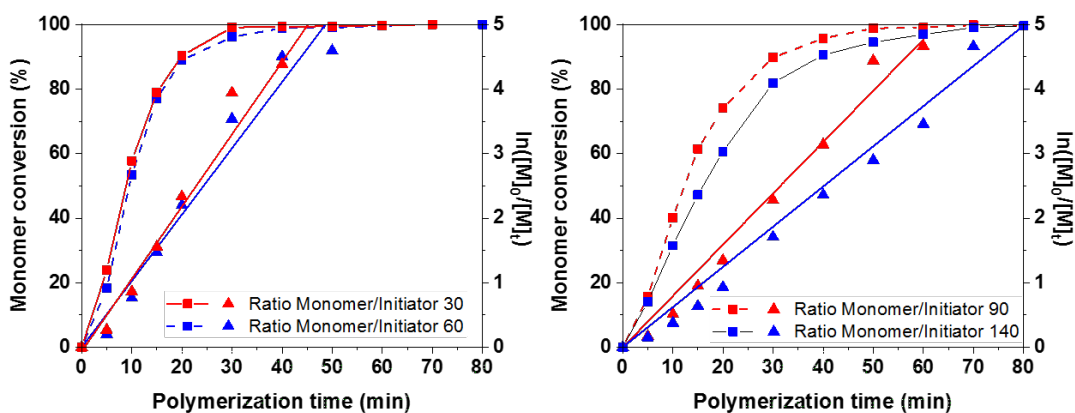 100
80
60
40
20
0
Monomer conversion (%)
5
4
3
2
1
0
ln([M]0/[M]t)
Ratio Monomer/Initiator 30
Ratio Monomer/Initiator 60
0 10 20 30 40 50 60 70 80
Polymerization time (min)
100
80
60
40
20
0
Monomer conversion (%)
5
4
3
2
1
0
ln([M]0/[M]t)
Ratio Monomer/Initiator 90
Ratio Monomer/Initiator 140
0 10 20 30 40 50 60 70 80
Polymerization time (min)